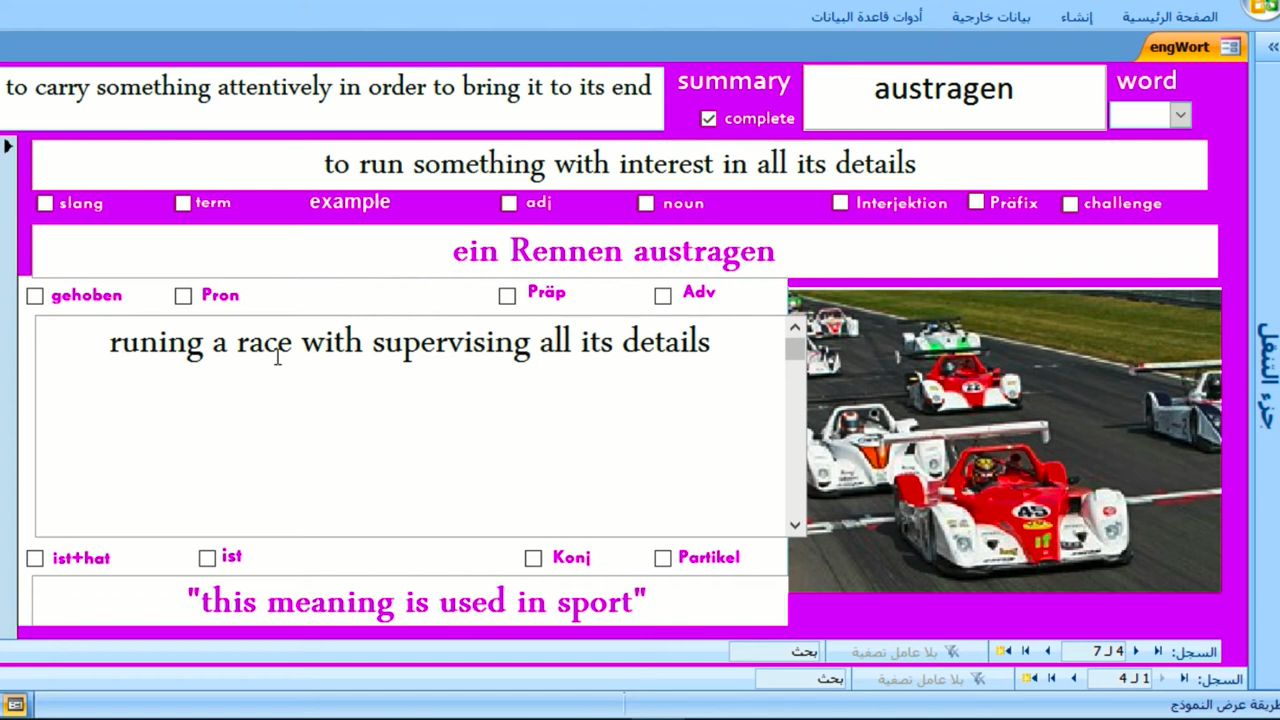 الصفحة الرئيسية إنشاء بيانات خارجية أدوات قاعدة البيانات
engWort
to carry something attentively in order to bring it to its end summary austragen word
complete
to run something with interest in all its details
slang term example adj noun Interjektion Präfix challenge
ein Rennen austragen
gehoben Pron Präp Adv
runing a race with supervising all its details
45
ist+hat ist Konj Partikel
"this meaning is used in sport"
السجل: 4 لـ 7 بلا عامل تصفية بحث
السجل: 1 لـ 4 بلا عامل تصفية بحث
جزء التنقل
طريقة عرض النموذج